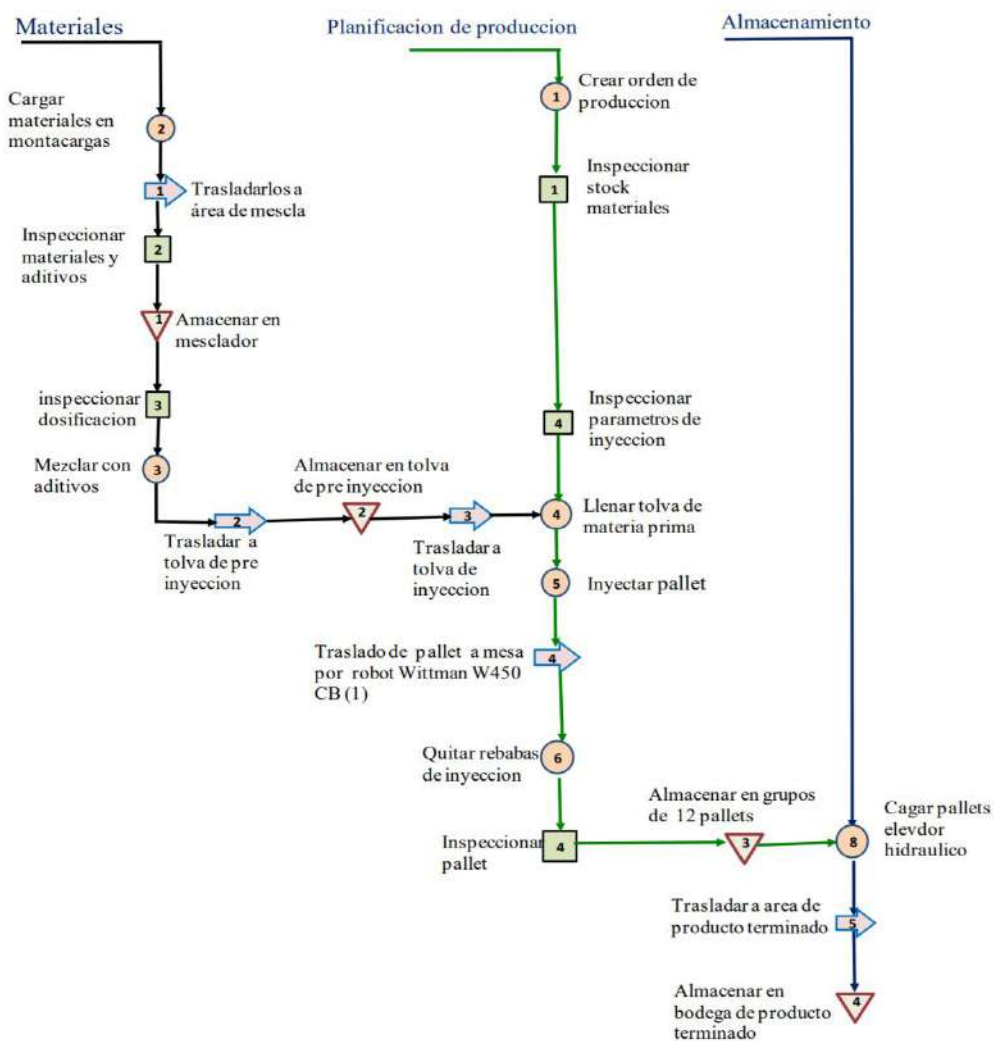 Materiales
Planificacion de produccion
Almacenamiento
Cargar
materiales en
montacargas
2
1
Trasladarlos a
área de mescla
Inspeccionar
materiales y
aditivos
2
1
Amacenar en
mesclador
inspeccionar
dosificacion
3
Mezclar con
aditivos
3
2
Trasladar a
tolva de pre
inyeccion
Almacenar en tolva
de pre inyeccion
2
3
Trasladar a
tolva de
inyeccion
1
Crear orden de
produccion
1
Inspeccionar
stock
materiales
4
Inspeccionar
parametros de
inyeccion
4
Llenar tolva de
materia prima
5
Inyectar pallet
Traslado de pallet a mesa
por robot Wittman W450
CB (1)
4
Quitar rebabas
de inyeccion
6
Inspeccionar
pallet
4
Almacenar en grupos
de 12 pallets
3
8
Cagar pallets
elevdor
hidraulico
Trasladar a area de
producto terminado
5
Almacenar en
bodega de producto
terminado
4